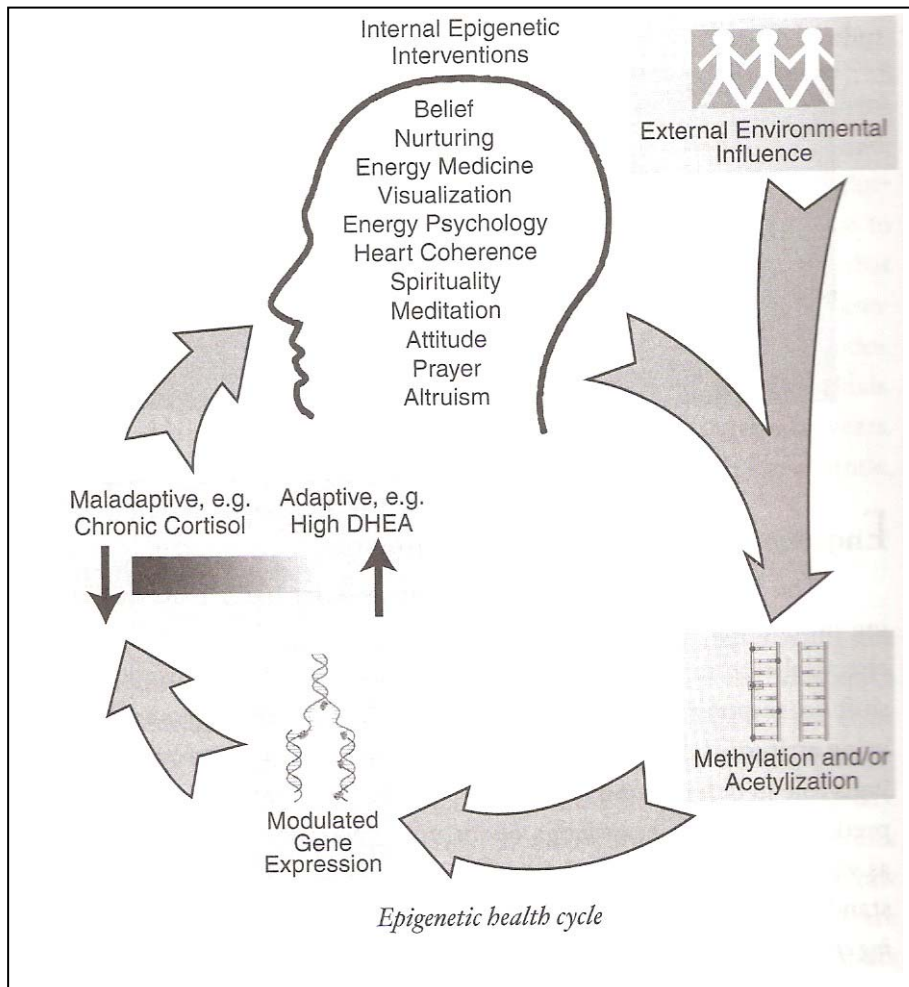 Internal Epigenetic
Interventions
Belief
Nurturing
Energy Medicine
Visualization
Energy Psychology
Heart Coherence
Spirituality
Meditation
Attitude
Prayer
Altruism
External Environmental
Influence
Maladaptive, e.g.
Chronic Cortisol
Adaptive, e.g.
High DHEA
Methylation and/or
Acetylization
Modulated
Gene
Expression
Epigenetic health cycle